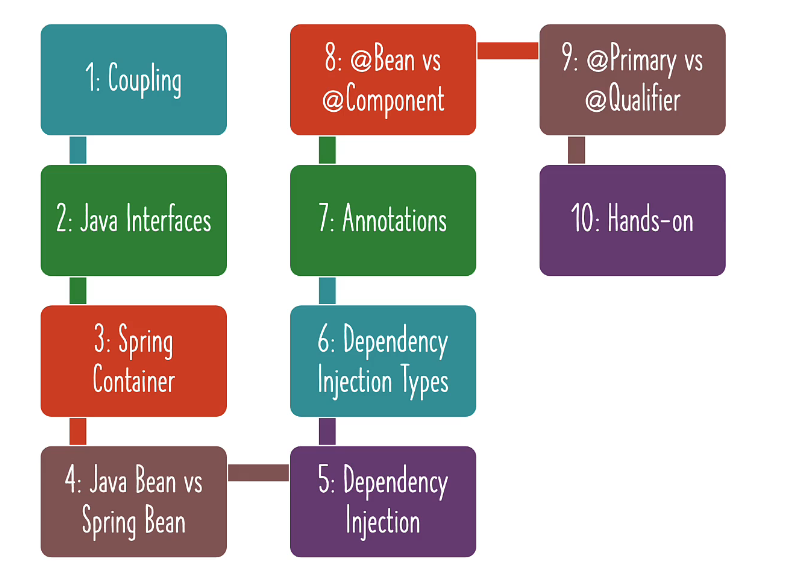 1: Coupling
2: Java Interfaces
3: Spring
Container
4: Java Bean vs
Spring Bean
5: Dependency
Injection
6: Dependency
Injection Types
7: Annotations
8: @Bean vs
@Component
9: @Primary vs
@Qualifier
10: Hands-on